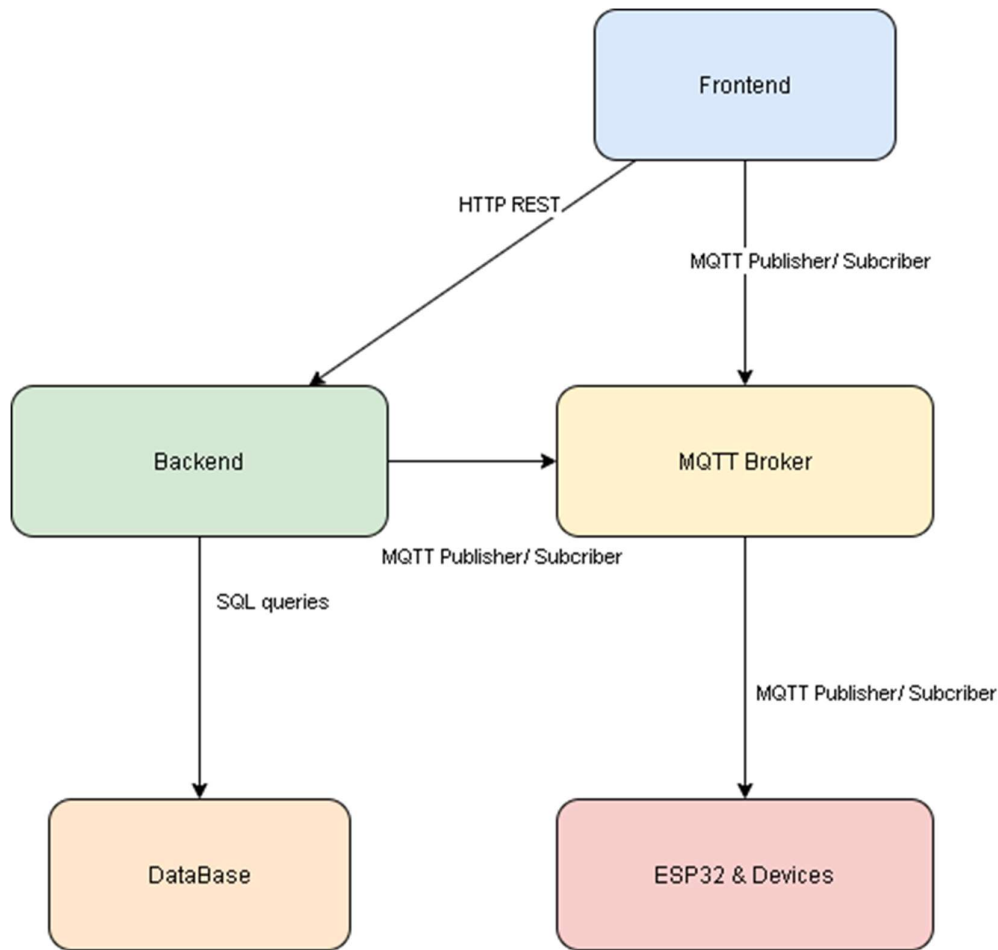 Frontend
HTTP REST
MQTT Publisher/ Subcriber
Backend
MQTT Broker
MQTT Publisher/ Subcriber
SQL queries
MQTT Publisher/ Subcriber
DataBase
ESP32 & Devices